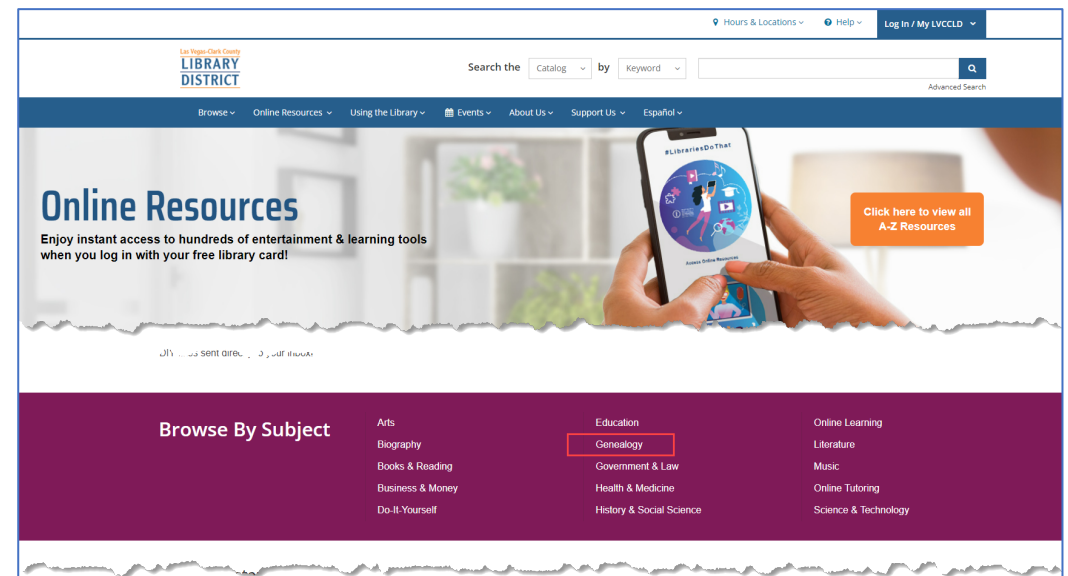 Hours & Locations Help Log In / My LVCCLD
Las Vegas-Clark County
LIBRARY
DISTRICT
Search the Catalog by Keyword
Advanced Search
Browse Online Resources Using the Library Events About Us Support Us Español
#LibrariesDoThat
Online Resources
Enjoy instant access to hundreds of entertainment & learning tools
when you log in with your free library card!
Click here to view all
A-Z Resources
Access Online Resources
sent
Browse By Subject
Arts
Biography
Books & Reading
Business & Money
Do-It-Yourself
Education
Genealogy
Government & Law
Health & Medicine
History & Social Science
Online Learning
Literature
Music
Online Tutoring
Science & Technology